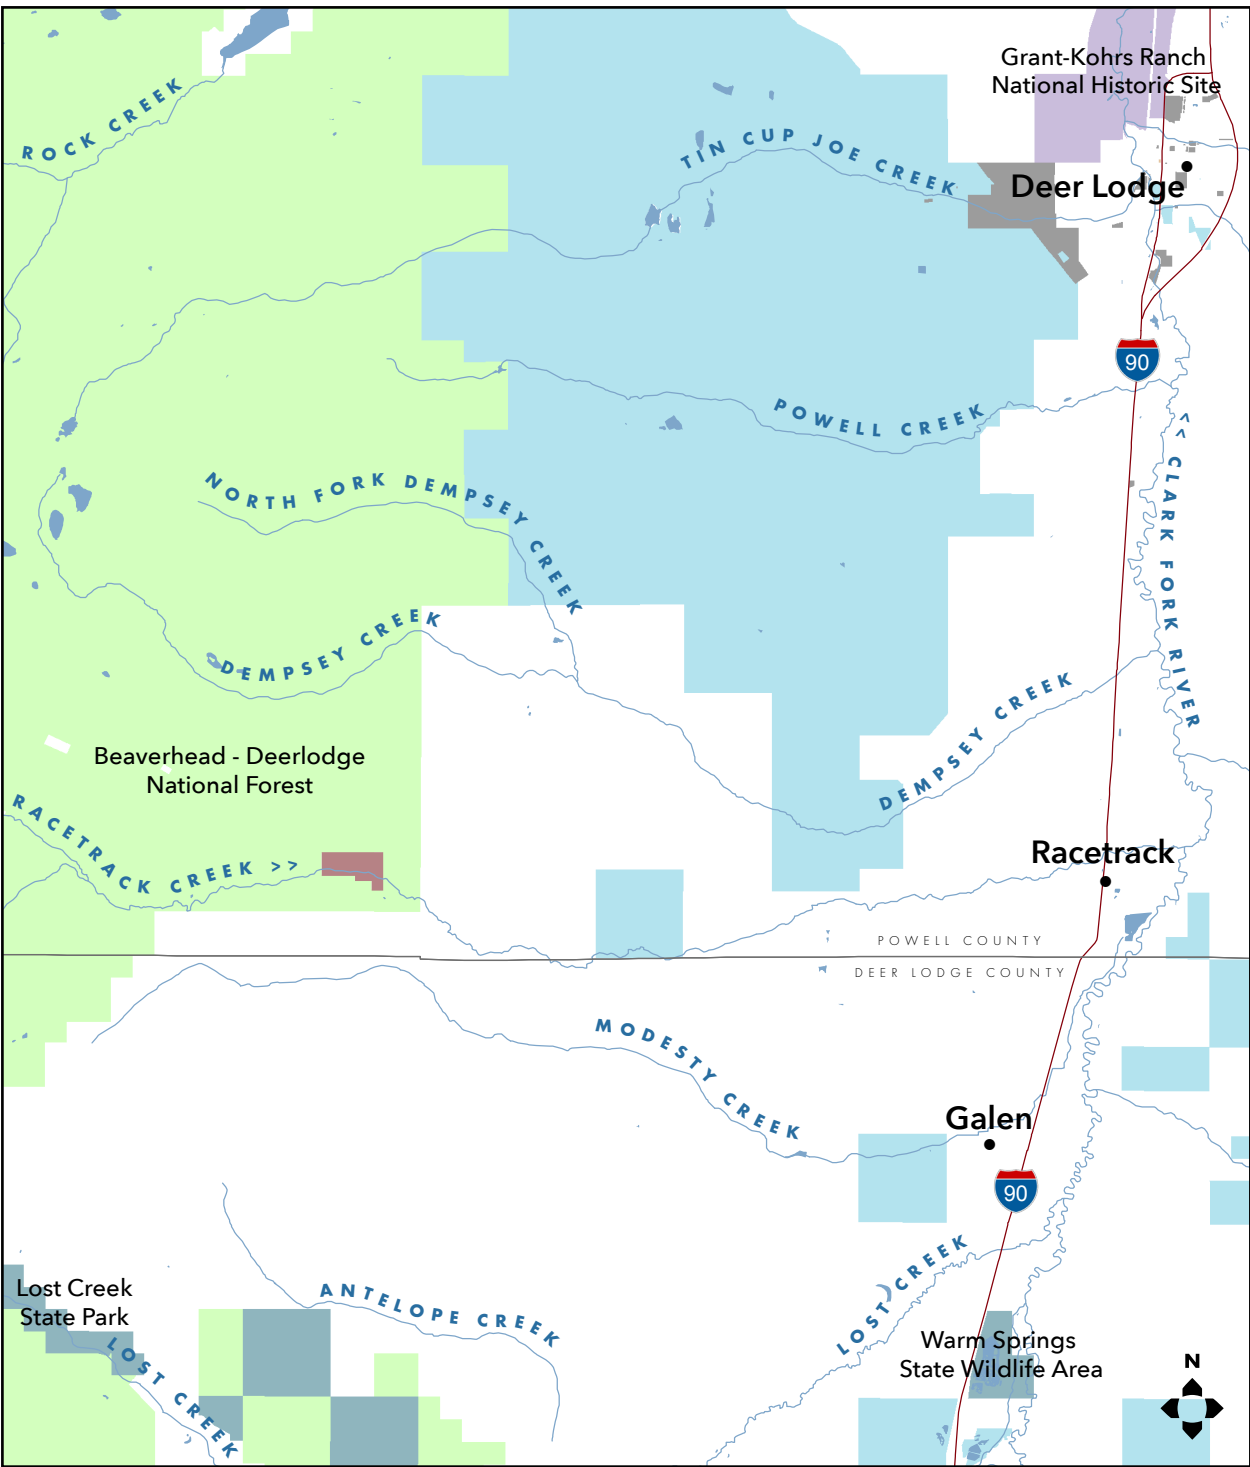 Grant-Kohrs Ranch
National Historic Site
ROCK CREEK
TIN CUP JOE CREEK
Deer Lodge
90
POWELL CREEK
<< CLARK FORK RIVER
NORTH FORK DEMPSEY CREEK
DEMPSEY CREEK
DEMPSEY CREEK
Beaverhead - Deerlodge
National Forest
RACETRACK CREEK >>
Racetrack
POWELL COUNTY
DEER LODGE COUNTY
MODESTY CREEK
Galen
90
LOST CREEK
Lost Creek
State Park
ANTELOPE CREEK
LOST CREEK
Warm Springs
State Wildlife Area
N